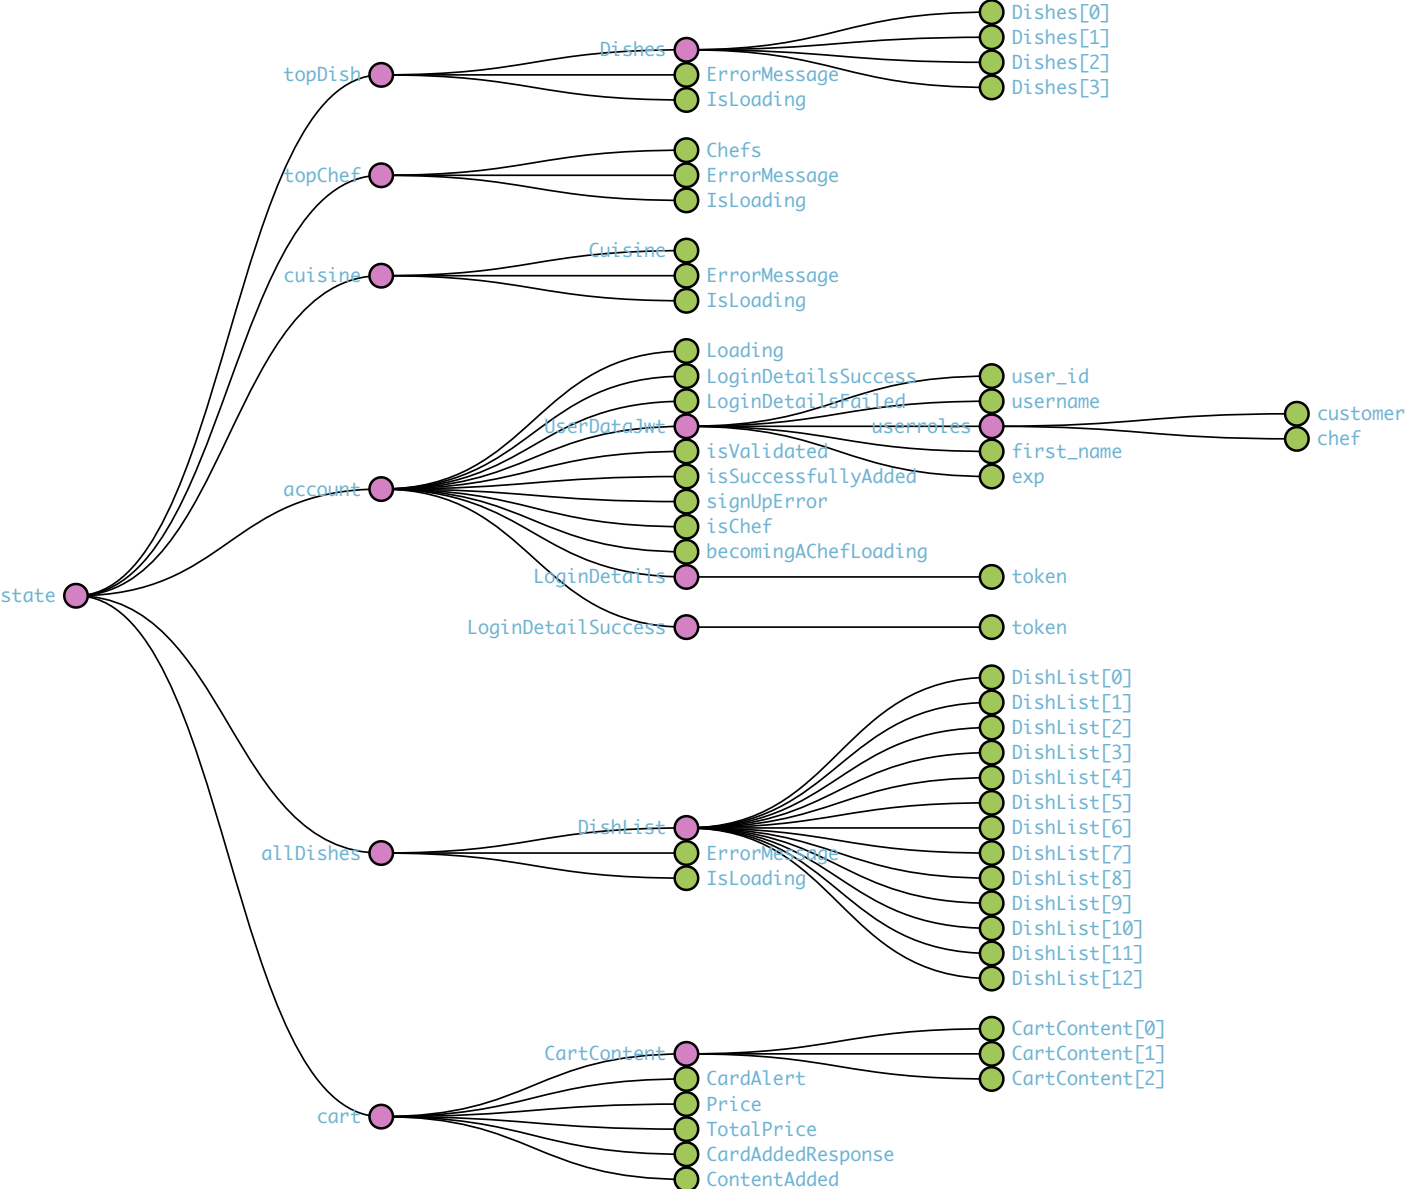 state
topDish
Dishes
Dishes[0]
Dishes[1]
Dishes[2]
Dishes[3]
ErrorMessage
IsLoading
topChef
Chefs
ErrorMessage
IsLoading
cuisine
Cuisine
ErrorMessage
IsLoading
account
Loading
LoginDetailsSuccess
LoginDetailsFailed
UserDataJwt
user_id
username
userroles
customer
chef
first_name
exp
isValidated
isSuccessfullyAdded
signUpError
isChef
becomingAChefLoading
LoginDetails
token
LoginDetailSuccess
token
allDishes
DishList
DishList[0]
DishList[1]
DishList[2]
DishList[3]
DishList[4]
DishList[5]
DishList[6]
DishList[7]
DishList[8]
DishList[9]
DishList[10]
DishList[11]
DishList[12]
ErrorMessage
IsLoading
cart
CartContent
CartContent[0]
CartContent[1]
CartContent[2]
CardAlert
Price
TotalPrice
CardAddedResponse
ContentAdded